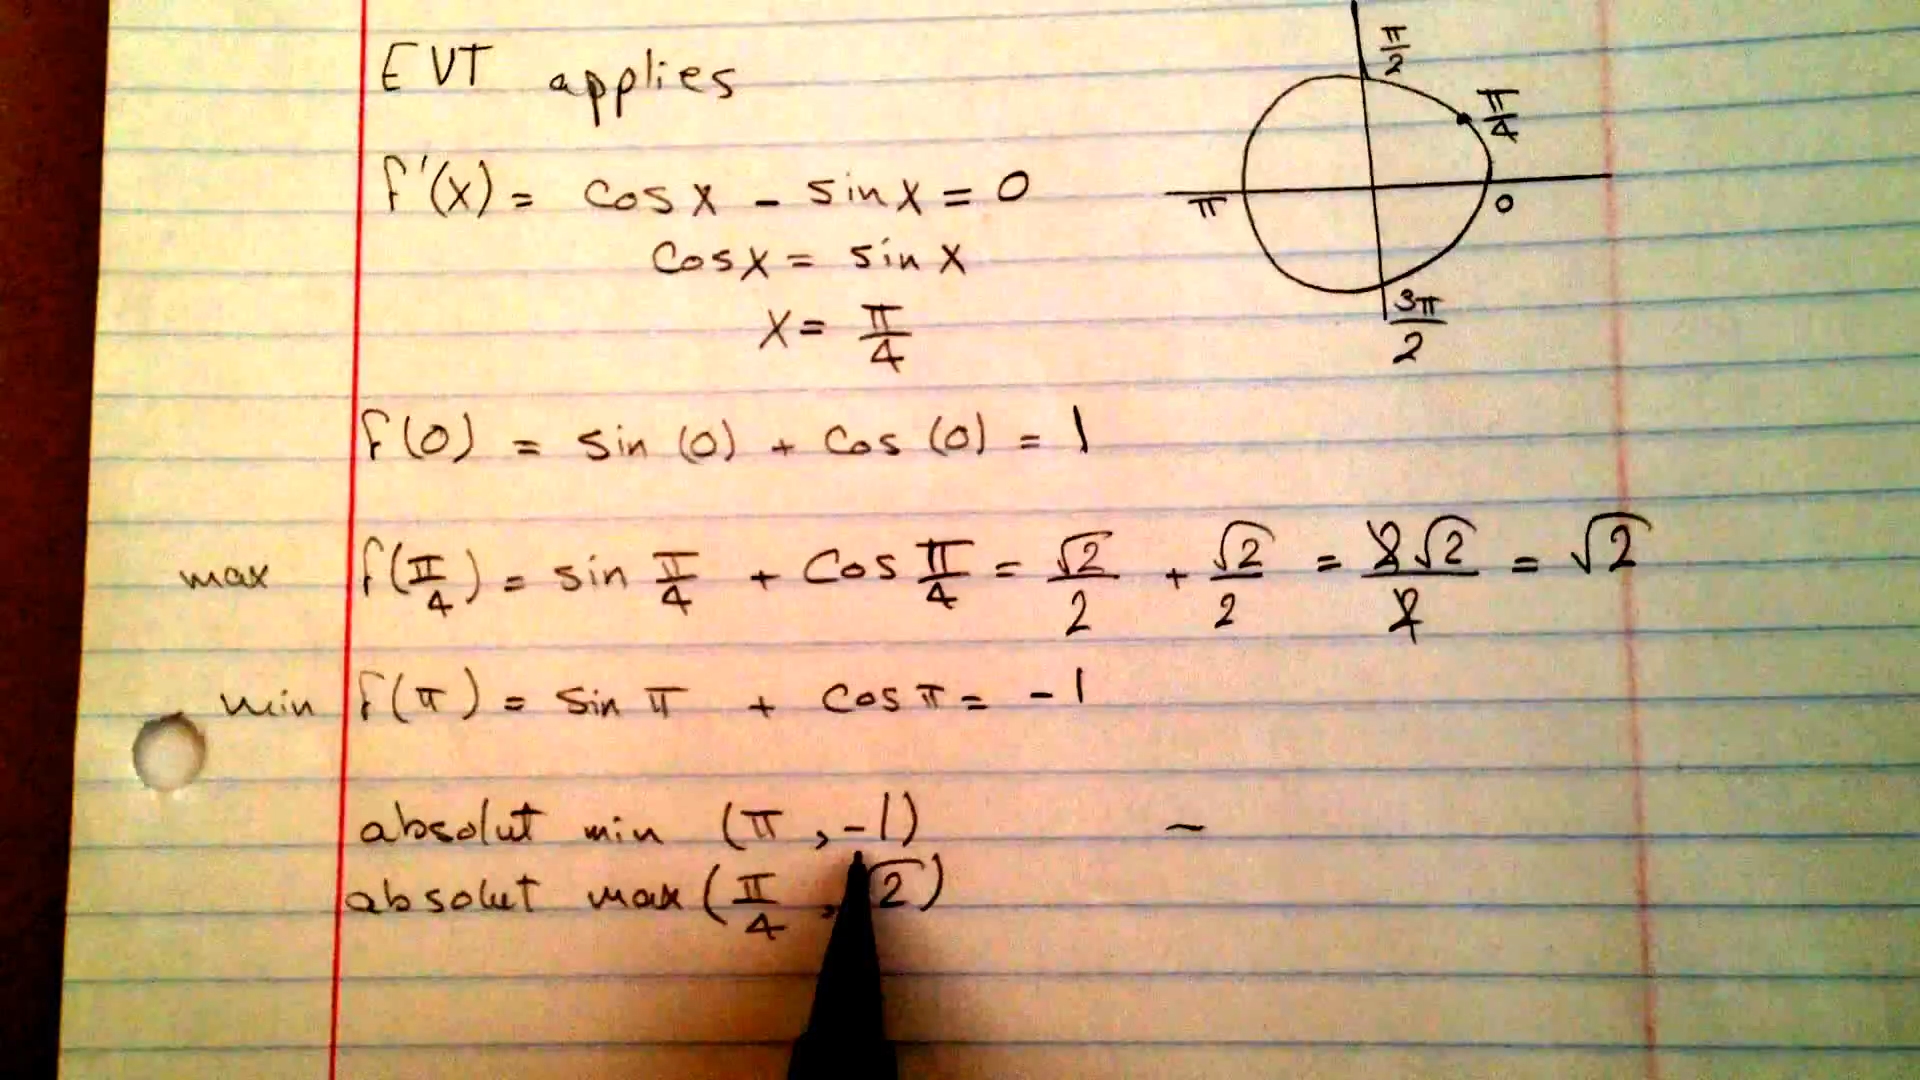 EVT applies
f'(x) = cos x - sin x = 0
cos x = sin x
x = π/4
π/2
π/4
π
0
3π/2
f(0) = sin (0) + cos (0) = 1
max f(π/4) = sin π/4 + cos π/4 = √2/2 + √2/2 = 2√2/2 = √2
min f(π) = sin π + cos π = -1
absolut min (π, -1) -
absolut max (π/4, √2)